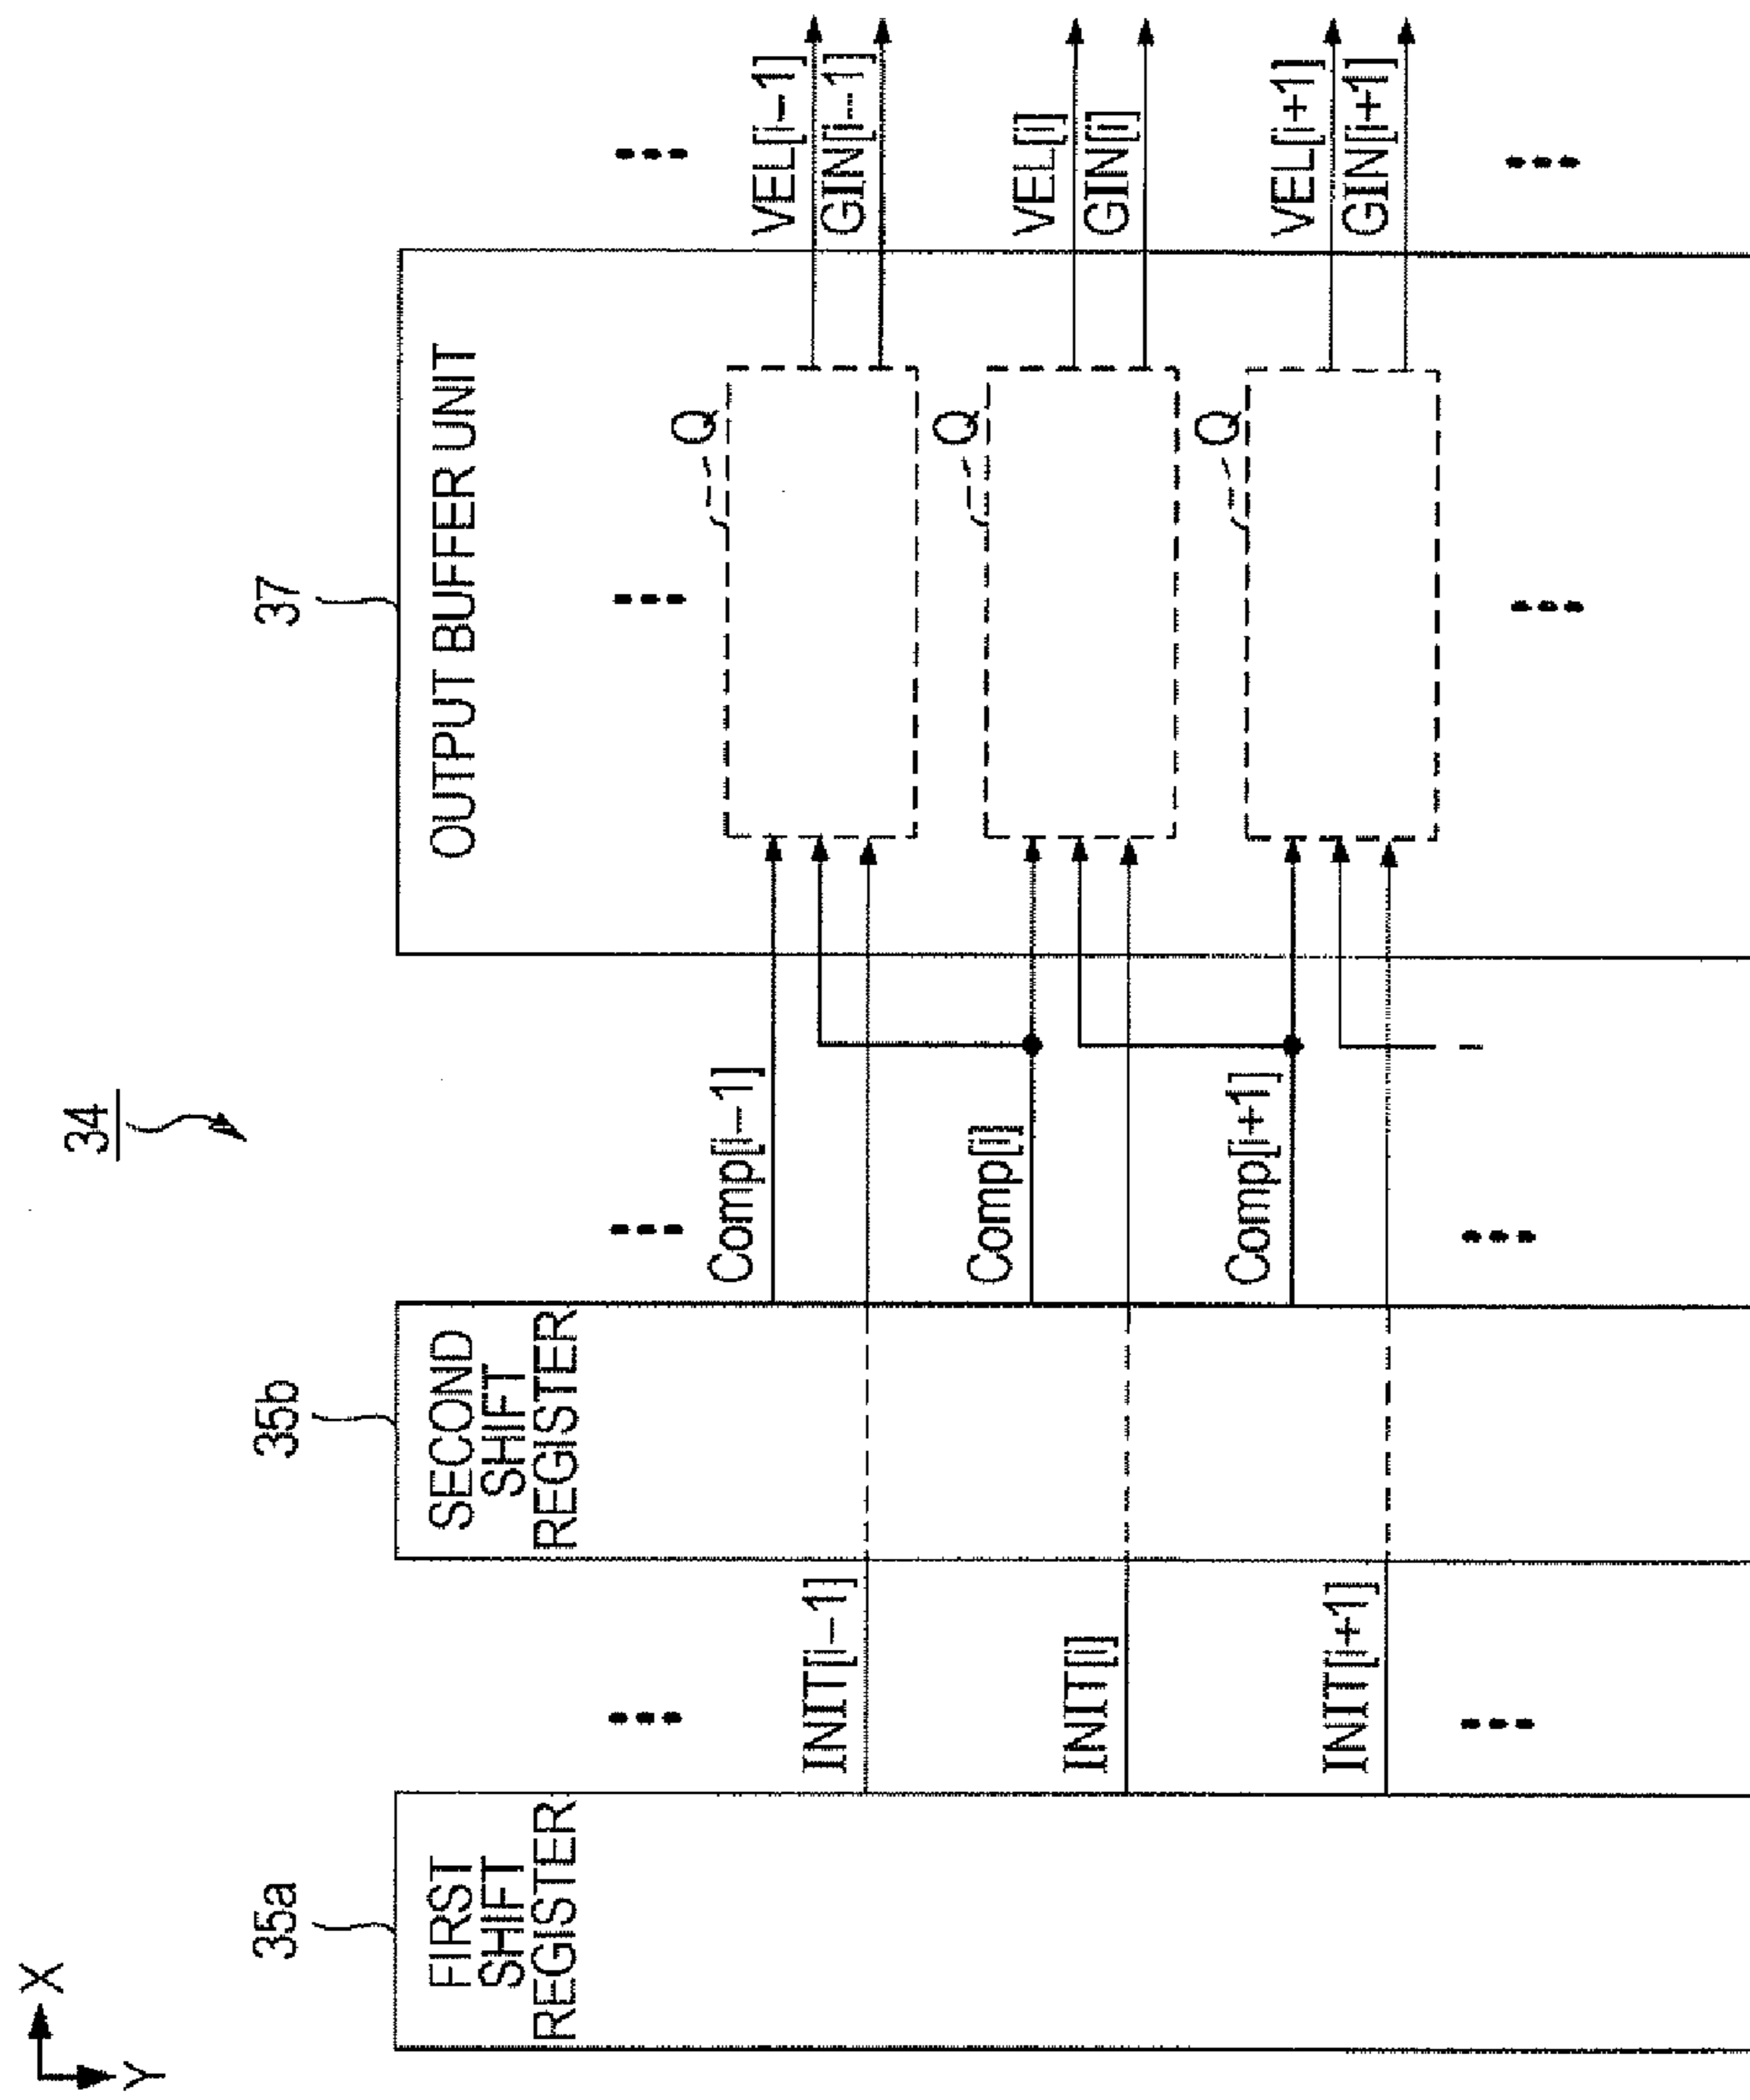 34
X
Y
35a
35b
37
FIRST
SHIFT
REGISTER
SECOND
SHIFT
REGISTER
OUTPUT BUFFER UNIT
INIT[i−1]
INIT[i]
INIT[i+1]
Comp[i−1]
Comp[i]
Comp[i+1]
Q
Q
Q
VEL[i−1]
GIN[i−1]
VEL[i]
GIN[i]
VEL[i+1]
GIN[i+1]